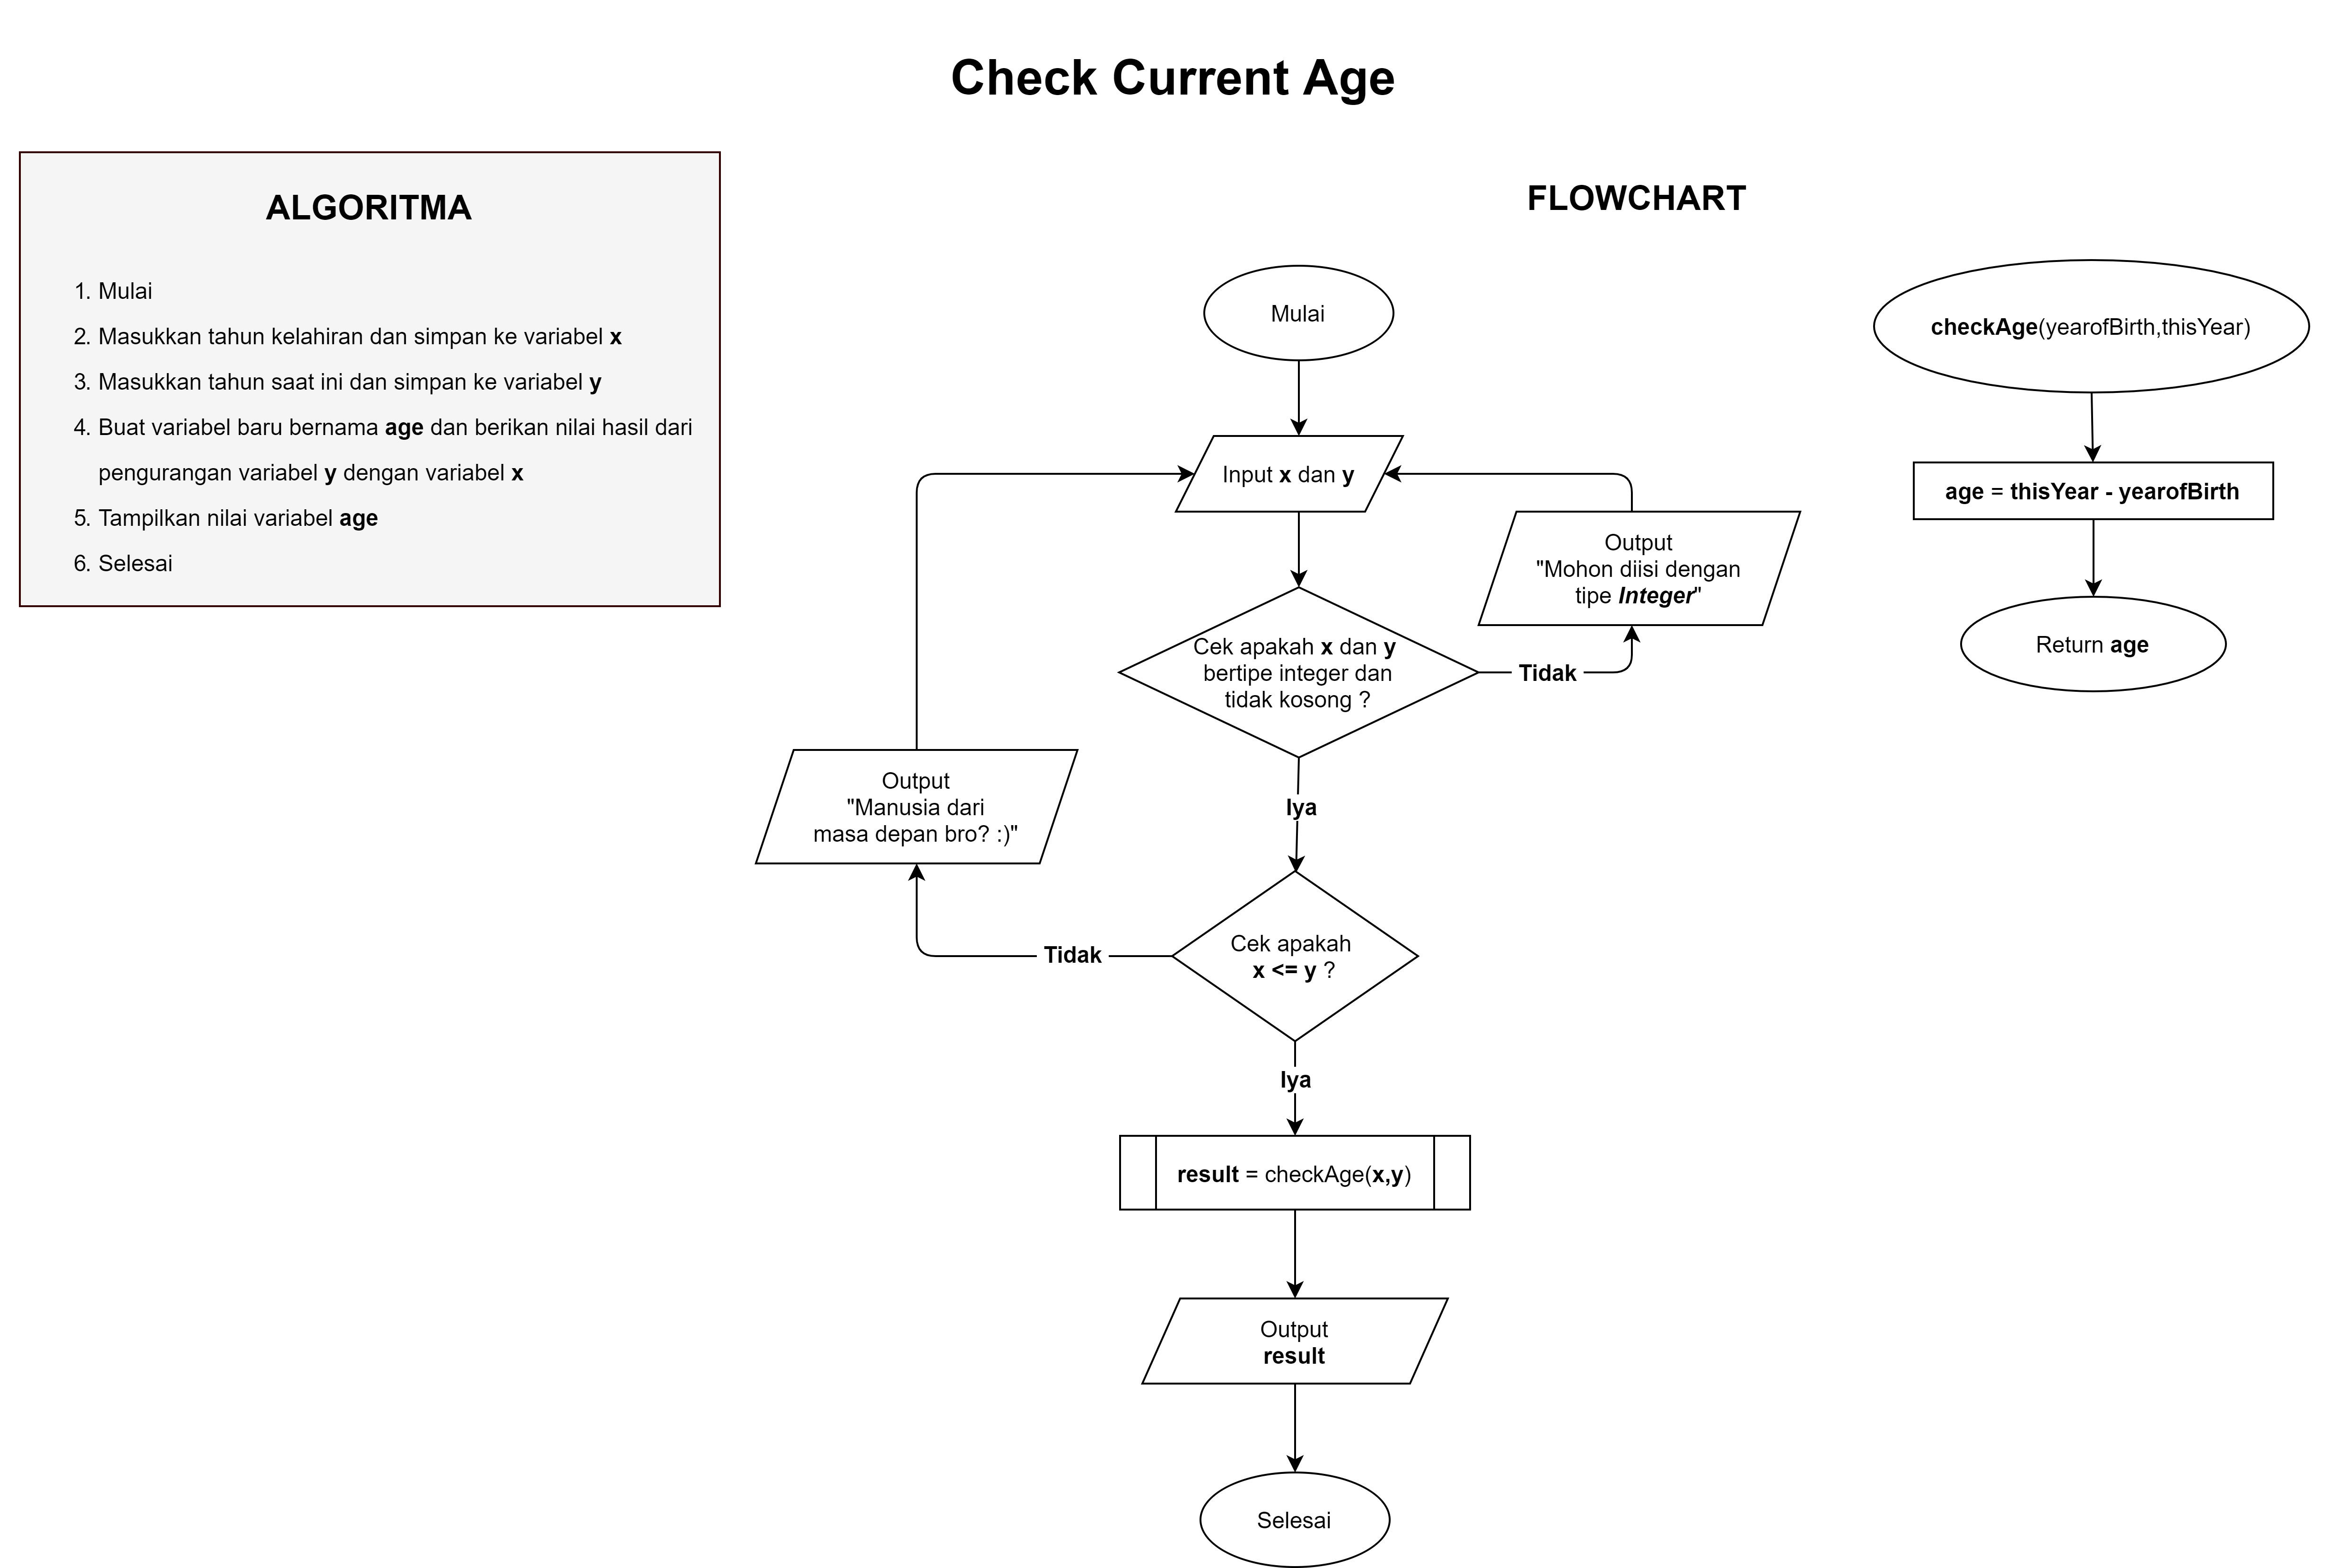 Check Current Age
ALGORITMA
1. Mulai
2. Masukkan tahun kelahiran dan simpan ke variabel x
3. Masukkan tahun saat ini dan simpan ke variabel y
4. Buat variabel baru bernama age dan berikan nilai hasil dari
pengurangan variabel y dengan variabel x
5. Tampilkan nilai variabel age
6. Selesai
FLOWCHART
Mulai
Input x dan y
Output
"Mohon diisi dengan
tipe Integer"
Cek apakah x dan y
bertipe integer dan
tidak kosong ?
Tidak
Iya
Output
"Manusia dari
masa depan bro? :)"
Tidak
Cek apakah
x <= y ?
Iya
result = checkAge(x,y)
Output
result
Selesai
checkAge(yearofBirth,thisYear)
age = thisYear - yearofBirth
Return age